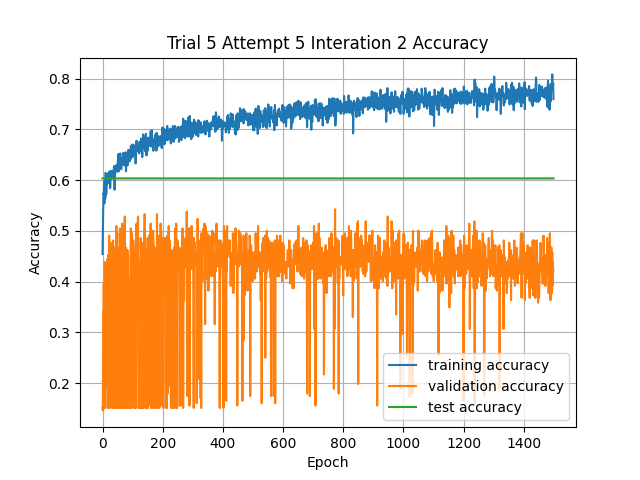 Trial 5 Attempt 5 Interation 2 Accuracy
0.8
0.7
0.6
0.5
0.4
0.3
0.2
Accuracy
training accuracy
validation accuracy
test accuracy
0 200 400 600 800 1000 1200 1400
Epoch